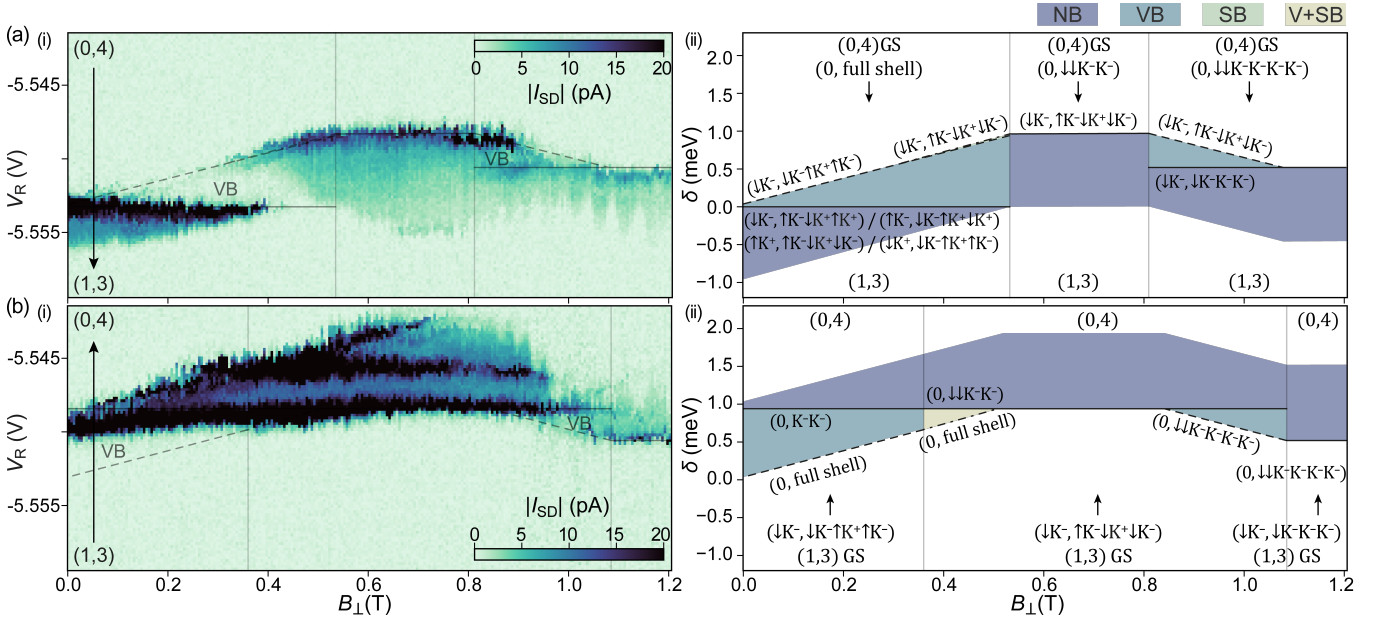 NB VB SB V+SB
(a) (i)
(0,4)
0 5 10 15 20
|I_SD| (pA)
-5.545
-5.555
V_R (V)
VB
VB
(1,3)
(ii)
(0,4)GS (0,4)GS (0,4)GS
(0, full shell) (0,↓↓K⁻K⁻) (0,↓↓K⁻K⁻K⁻K⁻)
2.0
1.5
1.0
0.5
0.0
−0.5
−1.0
δ (meV)
(↓K⁻,↓K⁻↑K⁺↑K⁻)
(↓K⁻,↑K⁻↓K⁺↓K⁻)
(↓K⁻,↑K⁻↓K⁺↓K⁻)
(↓K⁻,↑K⁻↓K⁺↓K⁻)
(↓K⁻,↓K⁻K⁻K⁻)
(↓K⁻,↑K⁻↓K⁺↑K⁺) / (↑K⁻,↓K⁻↑K⁺↓K⁺)
(↑K⁺,↑K⁻↓K⁺↓K⁻) / (↓K⁺,↓K⁻↑K⁺↑K⁻)
(1,3) (1,3) (1,3)
(b) (i)
(0,4)
-5.545
-5.555
V_R (V)
VB
VB
|I_SD| (pA)
0 5 10 15 20
(1,3)
0.0 0.2 0.4 0.6 0.8 1.0 1.2
B⊥(T)
(ii)
(0,4) (0,4) (0,4)
2.0
1.5
1.0
0.5
0.0
−0.5
−1.0
δ (meV)
(0,↓↓K⁻K⁻)
(0,K⁻K⁻)
(0, full shell)
(0, full shell)
(0,↓↓K⁻K⁻K⁻K⁻)
(0,↓↓K⁻K⁻K⁻K⁻)
(↓K⁻,↓K⁻↑K⁺↑K⁻) (↓K⁻,↑K⁻↓K⁺↓K⁻) (↓K⁻,↓K⁻K⁻K⁻)
(1,3) GS (1,3) GS (1,3) GS
0.0 0.2 0.4 0.6 0.8 1.0 1.2
B⊥(T)